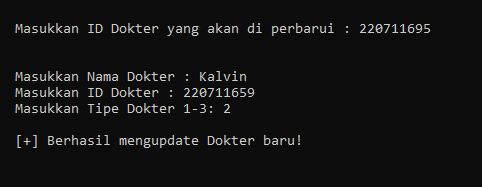 Masukkan ID Dokter yang akan di perbarui : 220711695
Masukkan Nama Dokter : Kalvin
Masukkan ID Dokter : 220711659
Masukkan Tipe Dokter 1-3: 2
[+] Berhasil mengupdate Dokter baru!